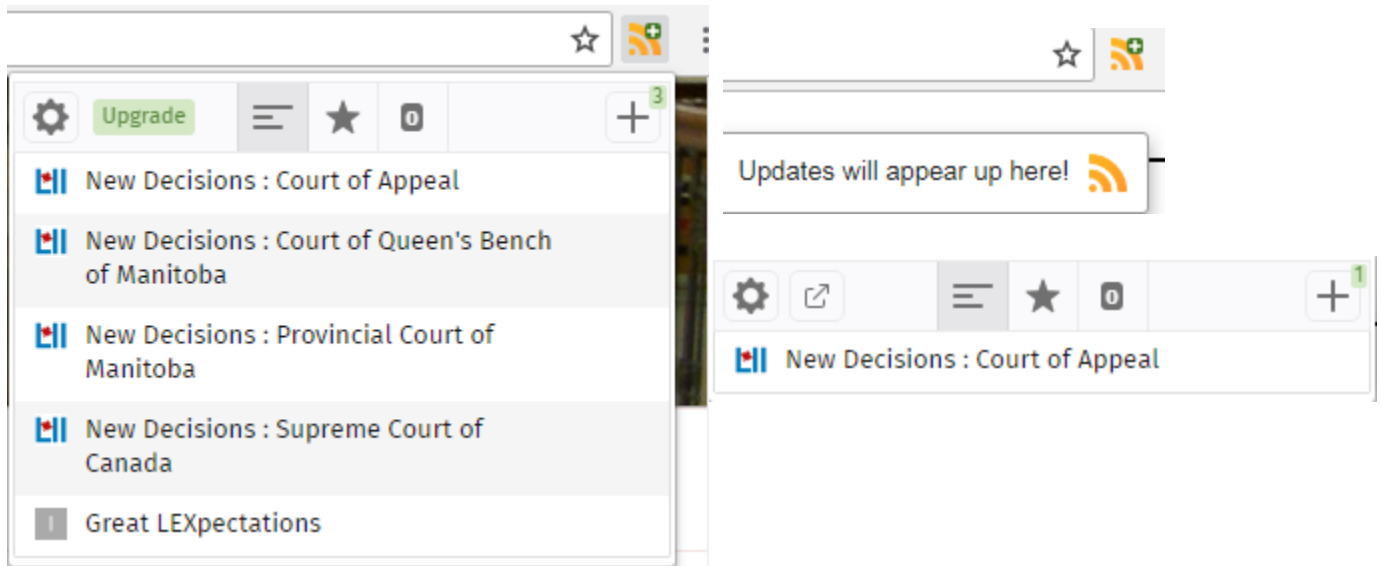 Upgrade
0
3
New Decisions : Court of Appeal
New Decisions : Court of Queen's Bench
of Manitoba
New Decisions : Provincial Court of
Manitoba
New Decisions : Supreme Court of
Canada
I
Great LEXpectations
Updates will appear up here!
0
1
New Decisions : Court of Appeal